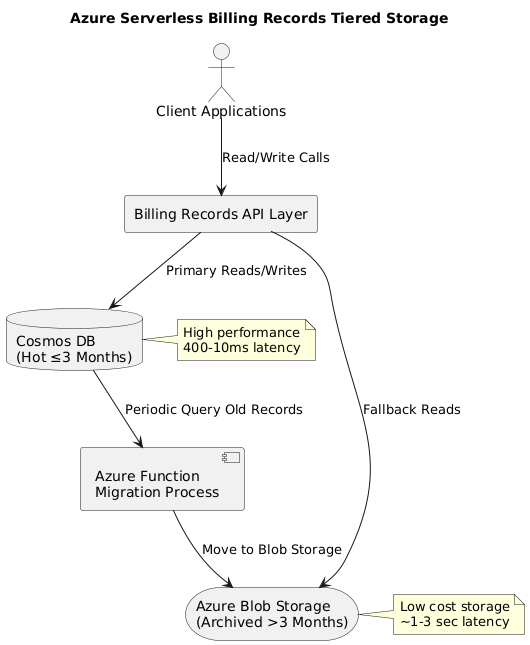 Azure Serverless Billing Records Tiered Storage
Client Applications
Read/Write Calls
Billing Records API Layer
Primary Reads/Writes
Cosmos DB
(Hot ≤3 Months)
High performance
400-10ms latency
Periodic Query Old Records
Fallback Reads
Azure Function
Migration Process
Move to Blob Storage
Azure Blob Storage
(Archived >3 Months)
Low cost storage
~1-3 sec latency